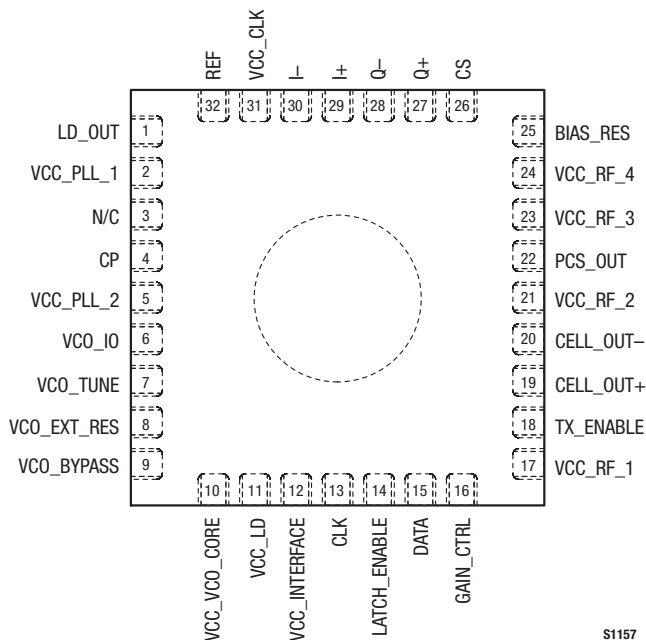 REF
VCC_CLK
I–
I+
Q–
Q+
CS
32 31 30 29 28 27 26
LD_OUT 1
VCC_PLL_1 2
N/C 3
CP 4
VCC_PLL_2 5
VCO_IO 6
VCO_TUNE 7
VCO_EXT_RES 8
VCO_BYPASS 9
25 BIAS_RES
24 VCC_RF_4
23 VCC_RF_3
22 PCS_OUT
21 VCC_RF_2
20 CELL_OUT–
19 CELL_OUT+
18 TX_ENABLE
17 VCC_RF_1
10 11 12 13 14 15 16
VCC_VCO_CORE
VCC_LD
VCC_INTERFACE
CLK
LATCH_ENABLE
DATA
GAIN_CTRL
S1157